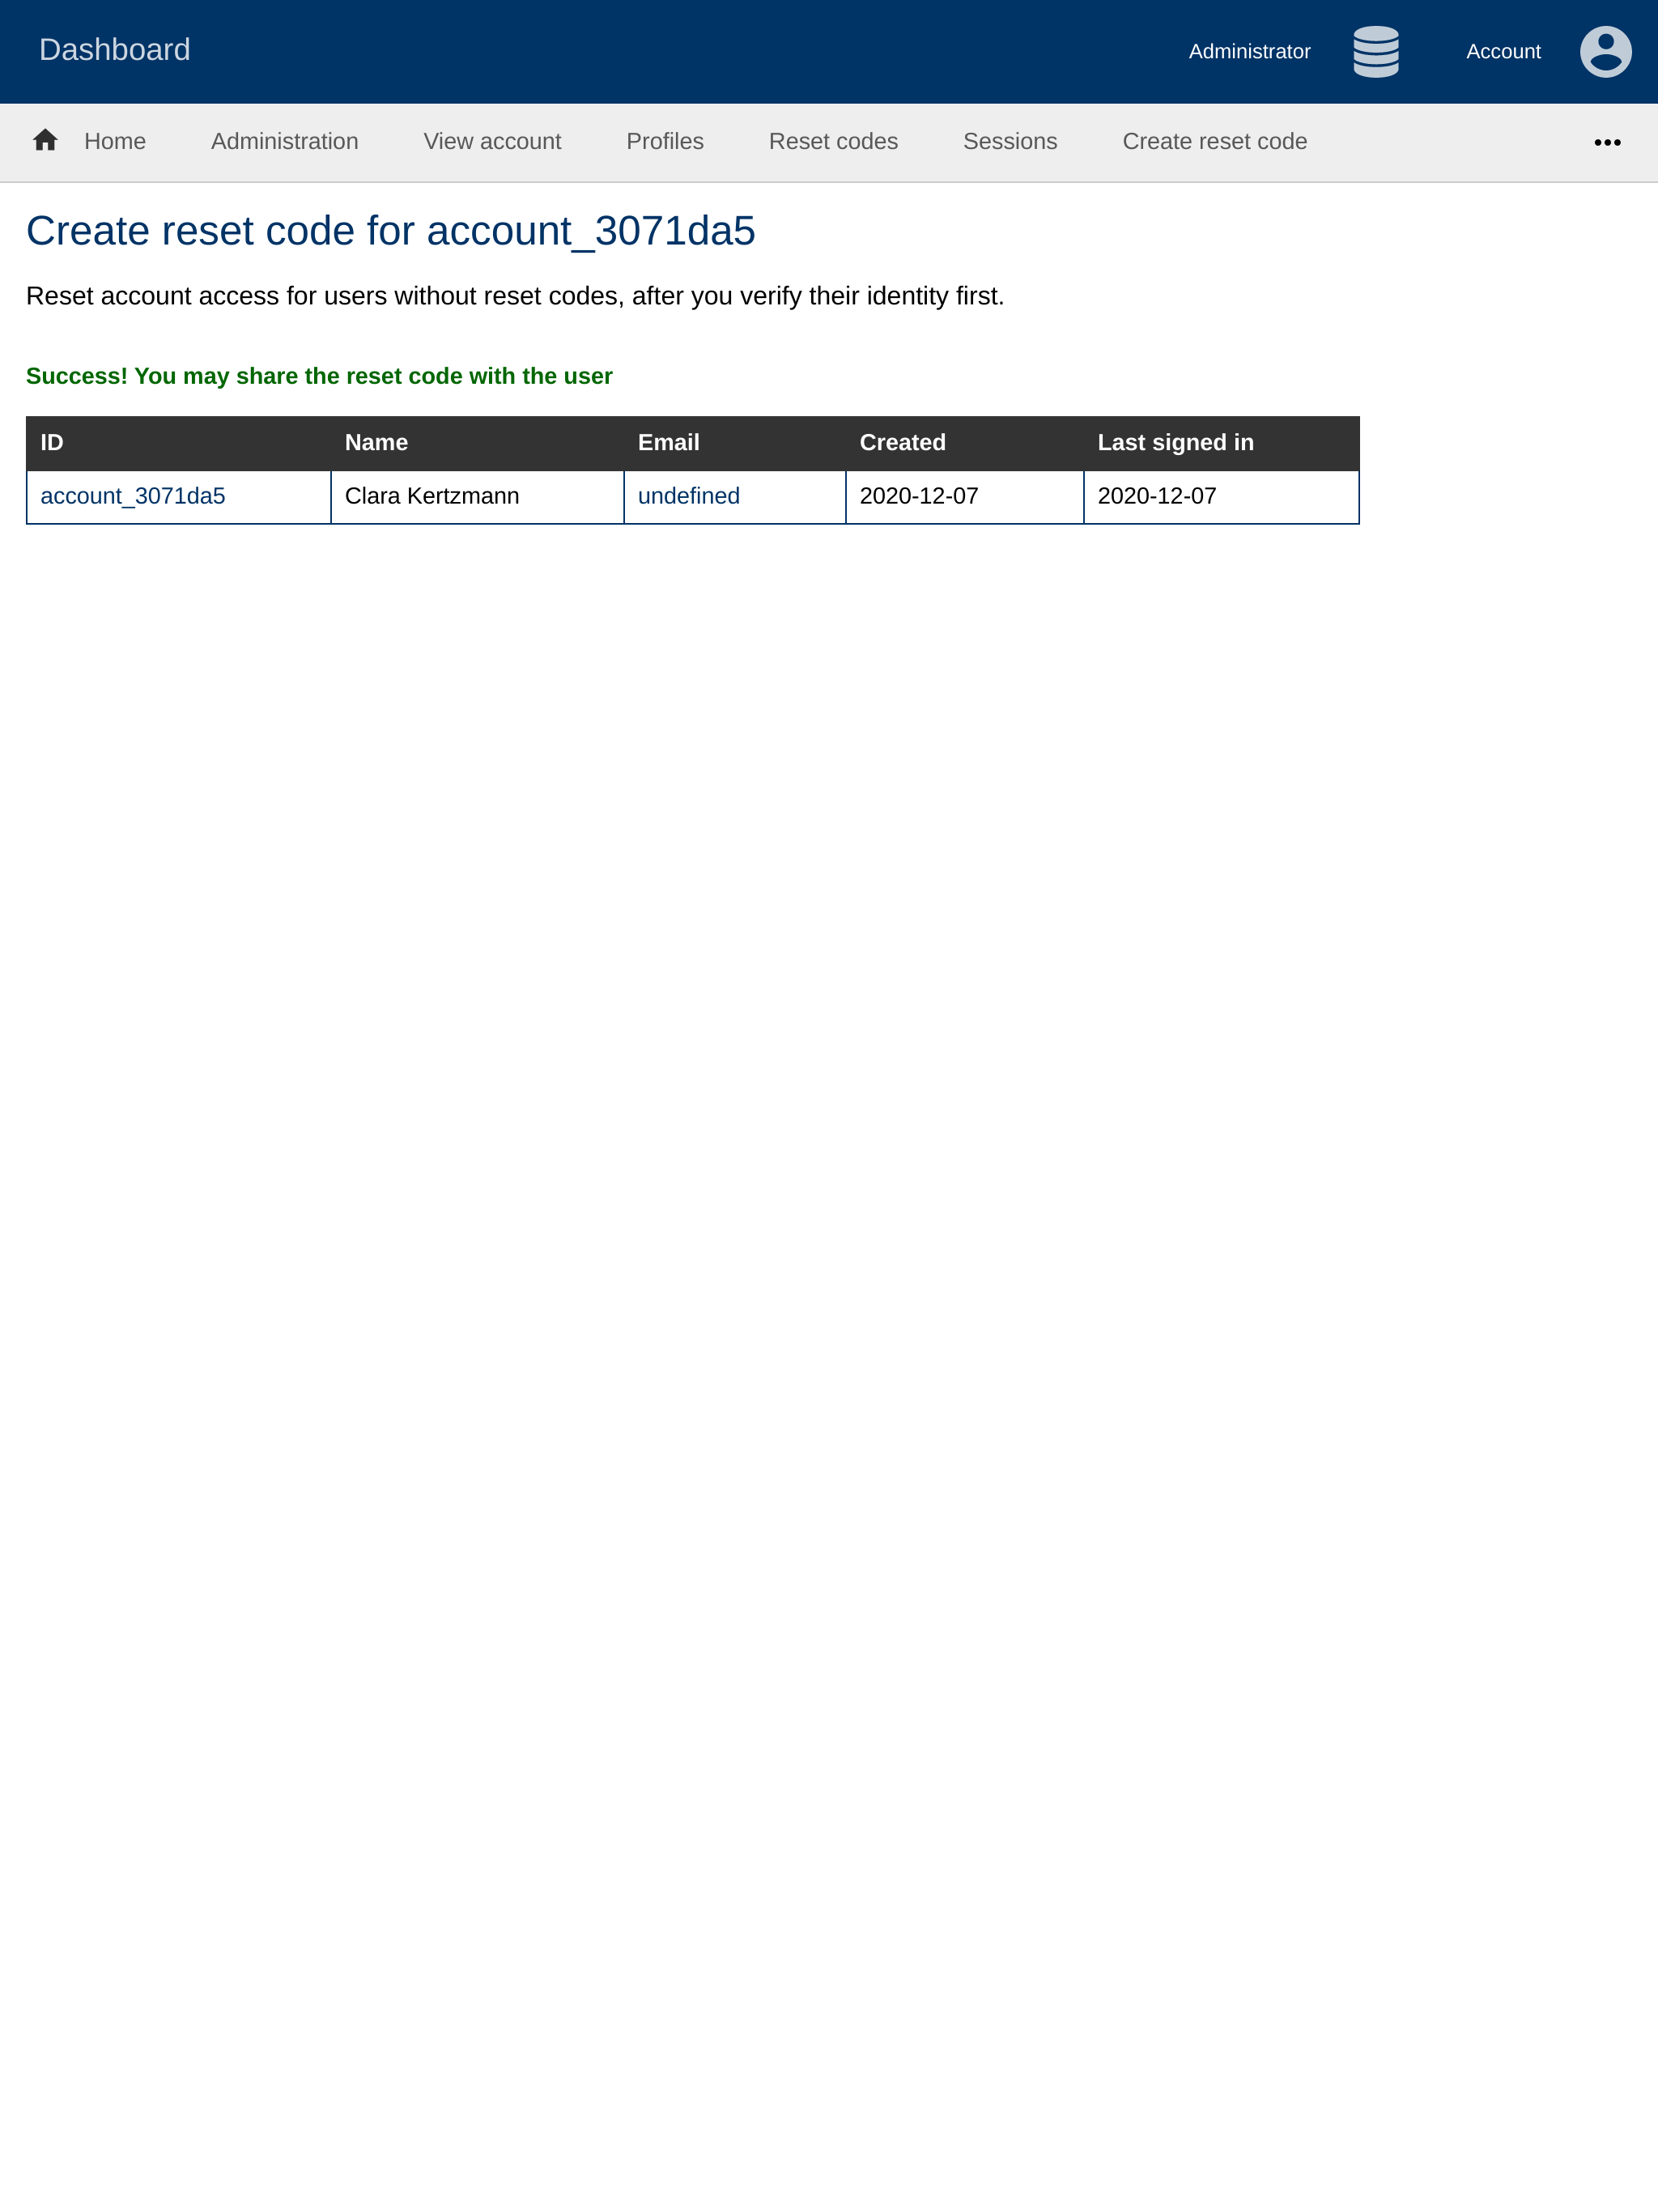 Dashboard
Administrator
Account
Home Administration View account Profiles Reset codes Sessions Create reset code
Create reset code for account_3071da5
Reset account access for users without reset codes, after you verify their identity first.
Success! You may share the reset code with the user
ID Name Email Created Last signed in
account_3071da5 Clara Kertzmann undefined 2020-12-07 2020-12-07